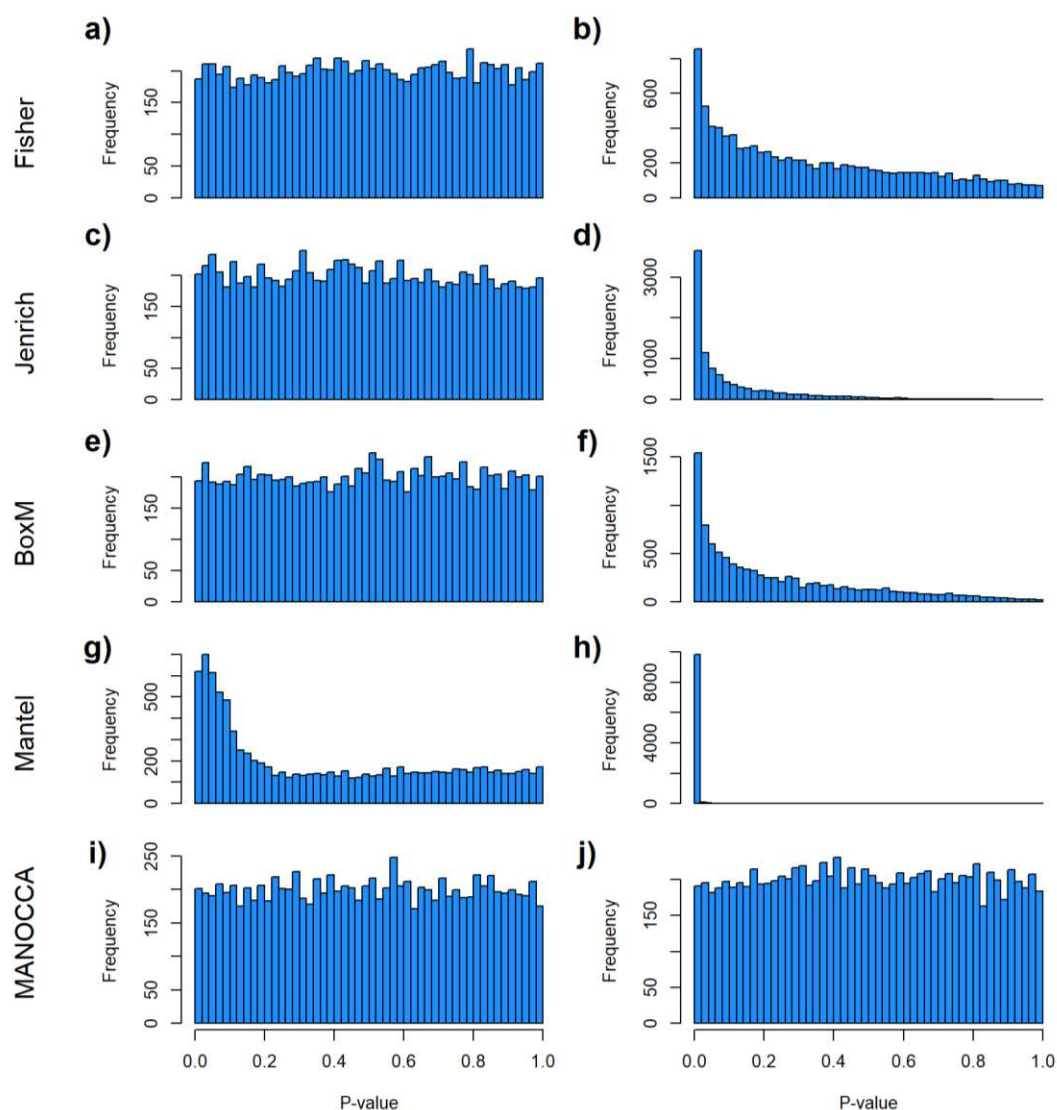 a)
b)
Fisher
Frequency
0 50 150
Frequency
0 200 600
c)
d)
Jenrich
Frequency
0 50 150
Frequency
0 1000 3000
e)
f)
BoxM
Frequency
0 50 150
Frequency
0 500 1500
g)
h)
Mantel
Frequency
0 200 500
Frequency
0 4000 8000
i)
j)
MANOCCA
Frequency
0 50 150 250
Frequency
0 50 150
0.0 0.2 0.4 0.6 0.8 1.0
0.0 0.2 0.4 0.6 0.8 1.0
P-value
P-value